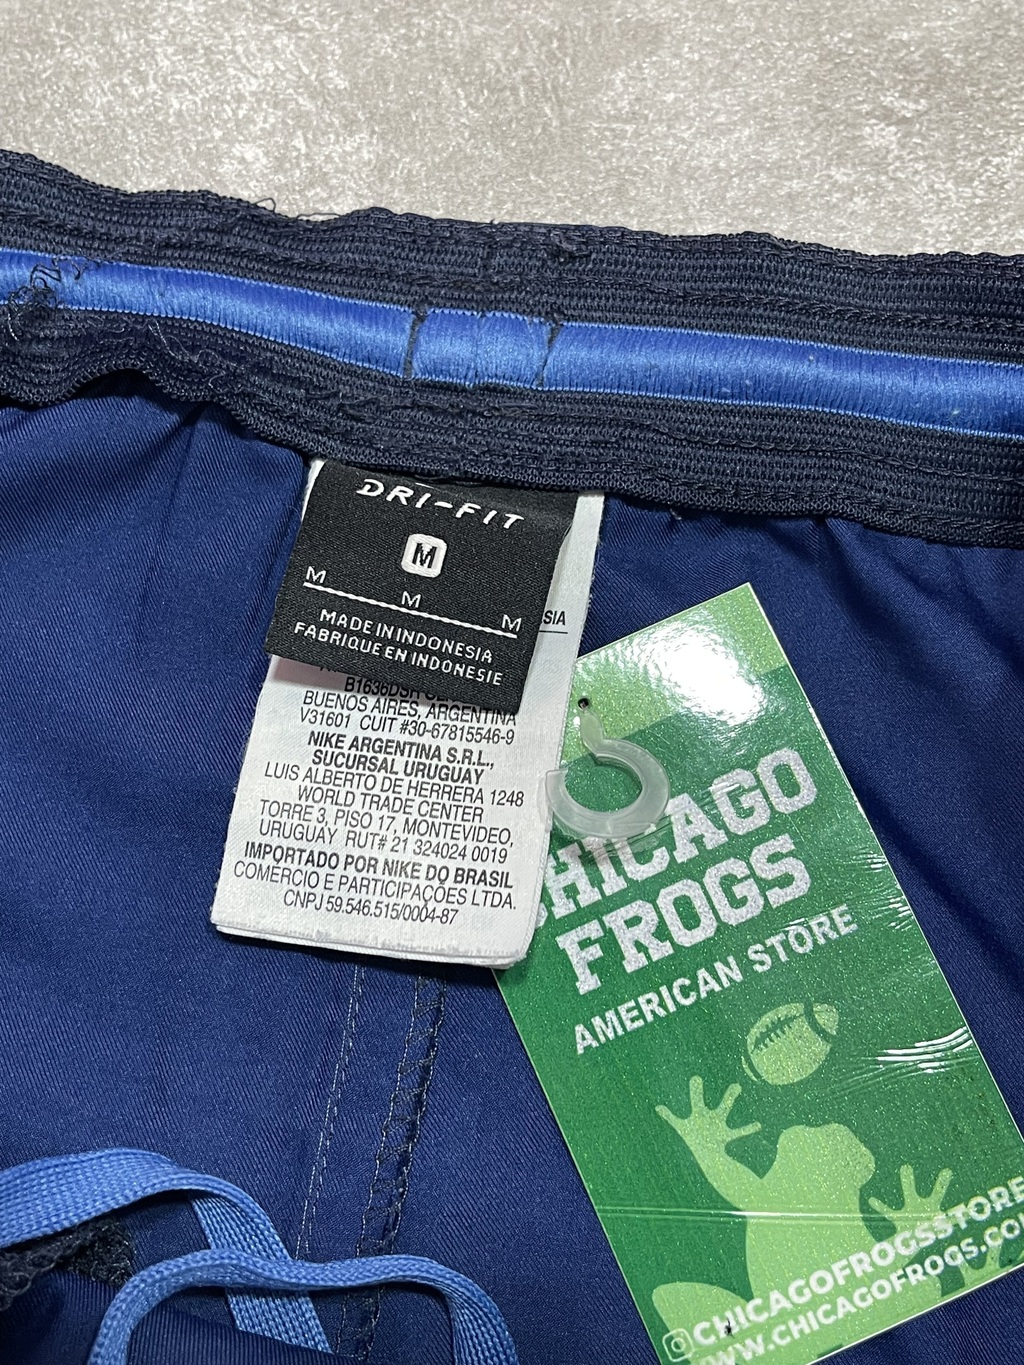 DRI-FIT
M
M
M
M
MADE IN INDONESIA
FABRIQUE EN INDONESIE
SIA
BUENOS AIRES, ARGENTINA
V31601 CUIT #30-67815546-9
NIKE ARGENTINA S.R.L.,
SUCURSAL URUGUAY
LUIS ALBERTO DE HERRERA 1248
WORLD TRADE CENTER
TORRE 3, PISO 17, MONTEVIDEO,
URUGUAY RUT# 21 324024 0019
IMPORTADO POR NIKE DO BRASIL
COMERCIO E PARTICIPAÇÕES LTDA.
CNPJ 59.546.515/0004-87
CHICAGO
FROGS
AMERICAN STORE
CHICAGOFROGSSTORE
WWW.CHICAGOFROGS.CO